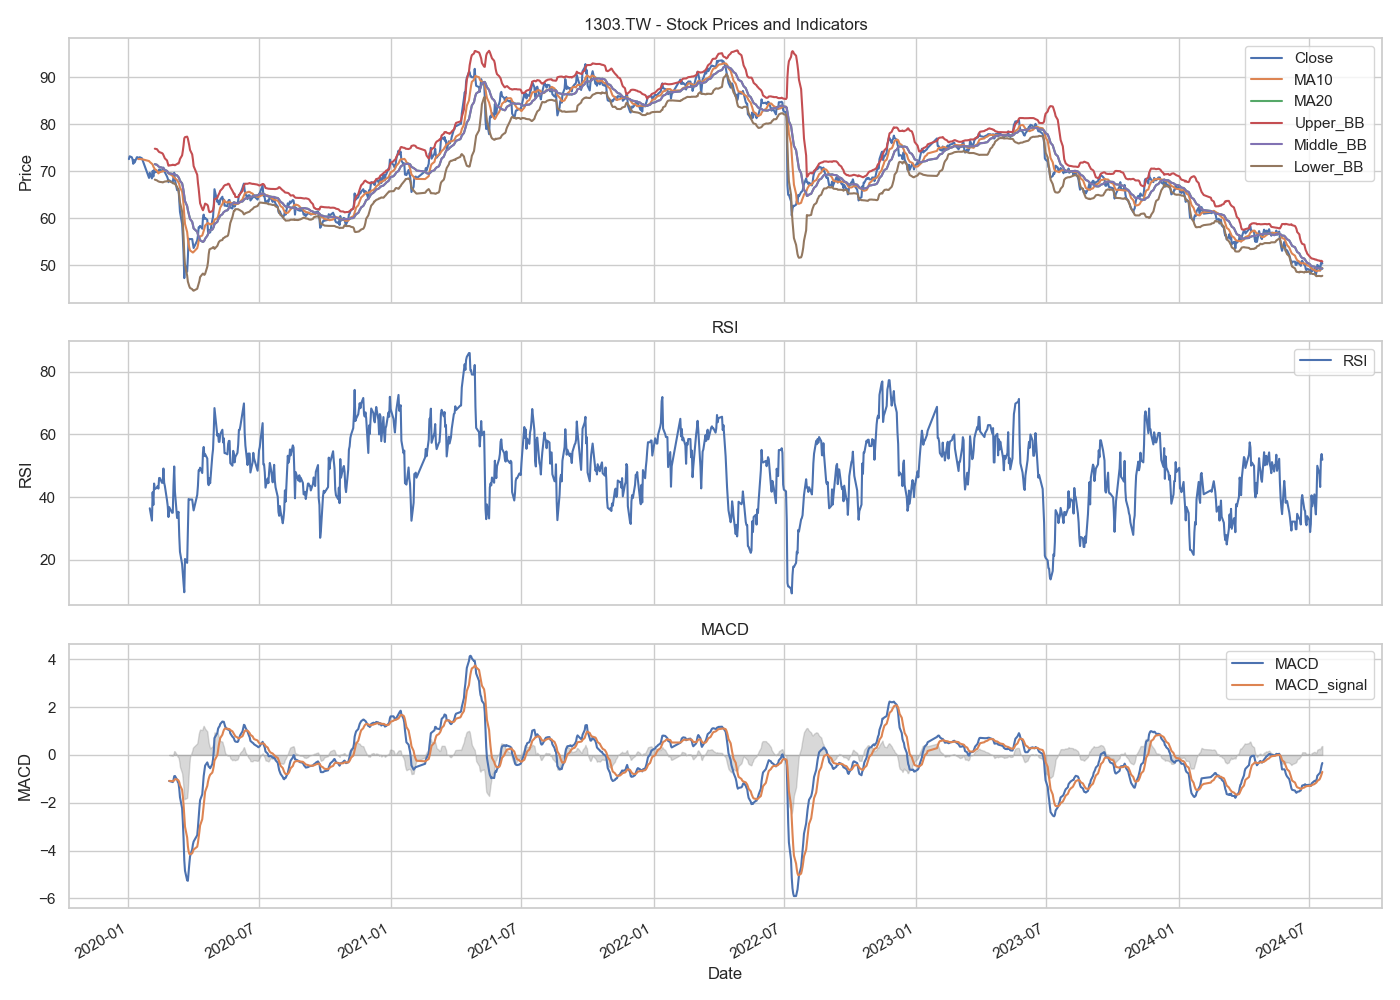 1303.TW - Stock Prices and Indicators
Price
90
80
70
60
50
Close
MA10
MA20
Upper_BB
Middle_BB
Lower_BB
RSI
RSI
80
60
40
20
RSI
MACD
MACD
4
2
0
−2
−4
−6
MACD
MACD_signal
2020-01
2020-07
2021-01
2021-07
2022-01
2022-07
2023-01
2023-07
2024-01
2024-07
Date